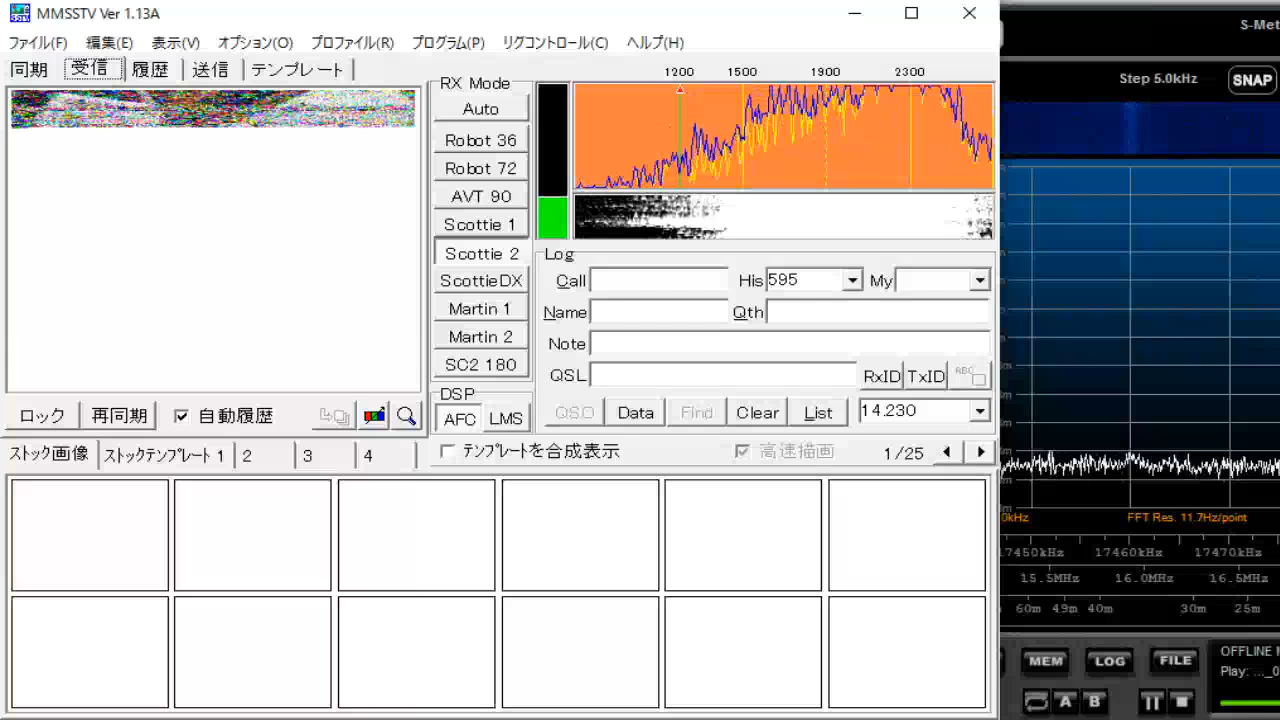 MMSSTV Ver 1.13A
S-Met
ファイル(F) 編集(E) 表示(V) オプション(O) プロファイル(R) プログラム(P) リグコントロール(C) ヘルプ(H)
同期 受信 履歴 送信 テンプレート
RX Mode
1200 1500 1900 2300
Step 5.0kHz SNAP
Auto
Robot 36
Robot 72
AVT 90
Scottie 1
Scottie 2
ScottieDX
Martin 1
Martin 2
SC2 180
DSP
AFC LMS
Log
Call His 595 My
Name Qth
Note
QSL RxID TxID ABC
QSO Data Find Clear List 14.230
ロック 再同期 自動履歴
ストック画像 ストックテンプレート 1 2 3 4
テンプレートを合成表示 高速描画 1/25
0kHz FFT Res. 11.7Hz/point
17450kHz 17460kHz 17470kHz
15.5MHz 16.0MHz 16.5MHz
60m 49m 40m 30m 25m
MEM LOG FILE
OFFLINE
Play: ..._0
A B